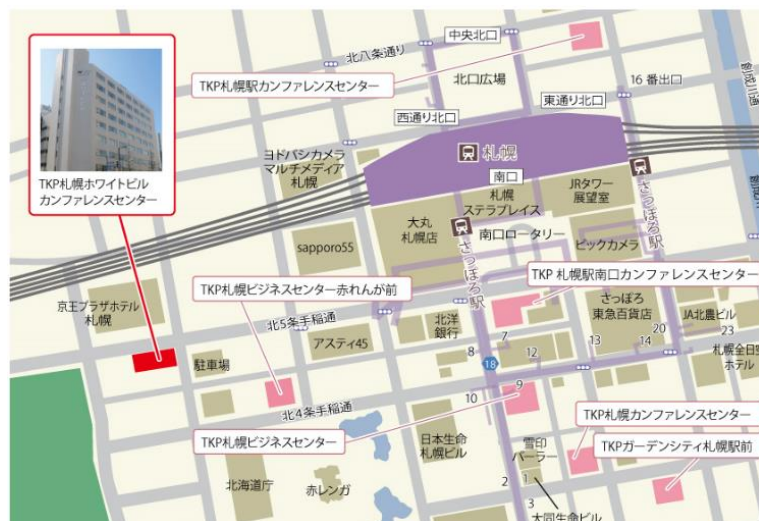 中央北口
北八条通り
TKP札幌駅カンファレンスセンター
北口広場
16 番出口
創成川通
西通り北口
東通り北口
TKP札幌ホワイトビル
カンファレンスセンター
ヨドバシカメラ
マルチメディア
札幌
札幌
南口
札幌
ステラプレイス
JRタワー
展望室
さっぽろ駅
大丸
札幌店
南口ロータリー
ビックカメラ
sapporo55
さっぽろ駅
TKP 札幌駅南口カンファレンスセンター
京王プラザホテル
札幌
TKP札幌ビジネスセンター赤れんが前
北5条手稲通
アスティ45
北洋
銀行
さっぽろ
東急百貨店
JA北農ビル
駐車場
7
8
12
13
14
20
23
18
札幌全日空
ホテル
北4条手稲通
9
10
TKP札幌ビジネスセンター
日本生命
札幌ビル
雪印
パーラー
TKP札幌カンファレンスセンター
TKPガーデンシティ札幌駅前
北海道庁
赤レンガ
2
1
3
大同生命ビル